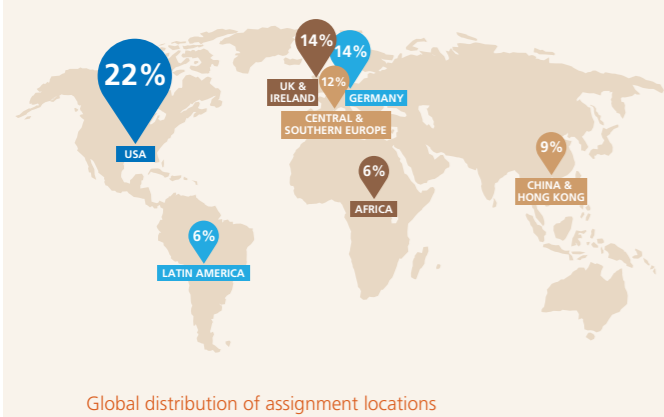 14%
14%
22%
UK &
IRELAND
12%
GERMANY
CENTRAL &
SOUTHERN EUROPE
USA
9%
6%
CHINA &
HONG KONG
AFRICA
6%
LATIN AMERICA
Global distribution of assignment locations